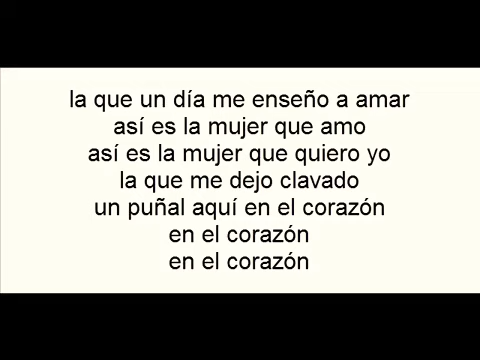 la que un día me enseño a amar
así es la mujer que amo
así es la mujer que quiero yo
la que me dejo clavado
un puñal aquí en el corazón
en el corazón
en el corazón